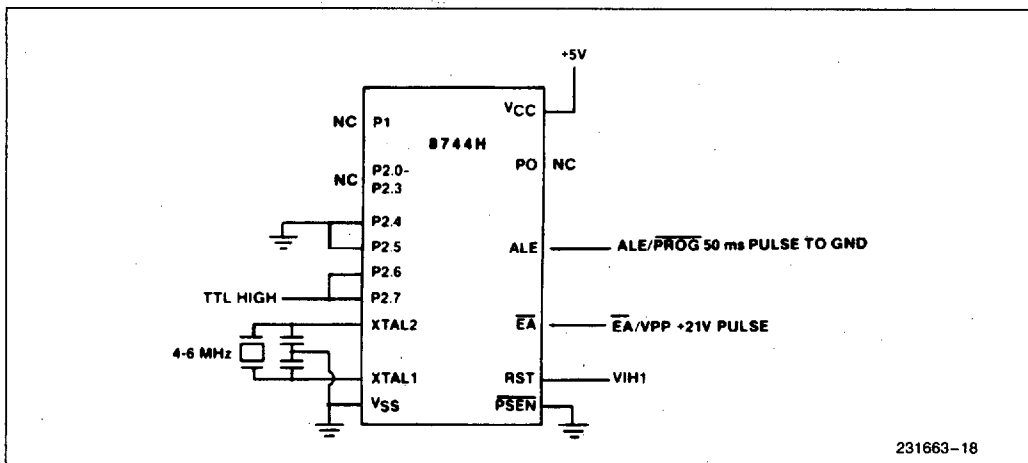 +5V
VCC
NC P1
8744H
PO NC
NC P2.0-
P2.3
P2.4
P2.5
ALE
ALE/PROG 50 ms PULSE TO GND
P2.6
TTL HIGH
P2.7
XTAL2
EA
EA/VPP +21V PULSE
4-6 MHz
XTAL1
RST
VIH1
VSS
PSEN
231663-18